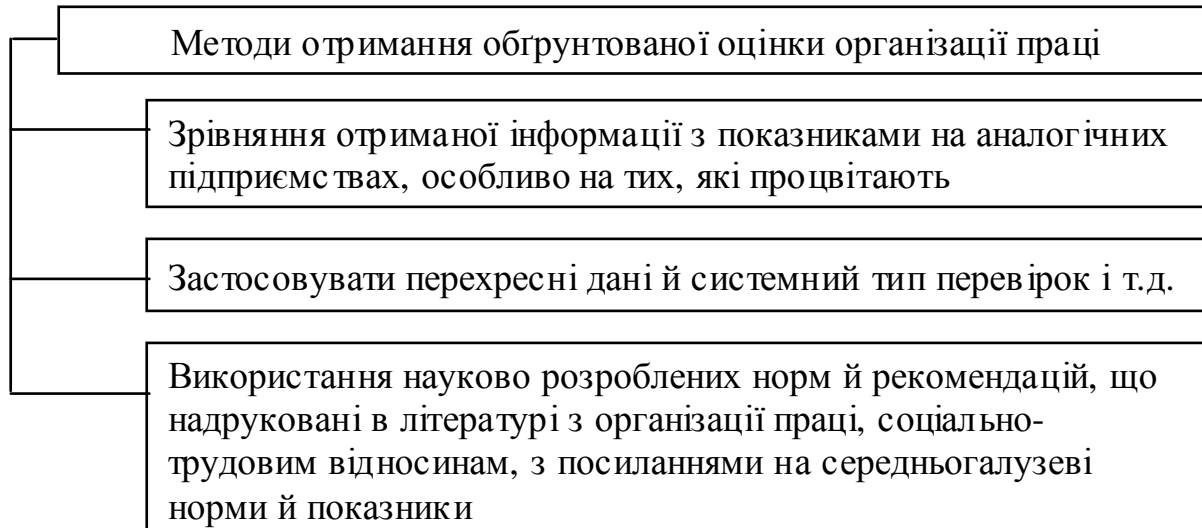 Методи отримання обґрунтованої оцінки організації праці
Зрівняння отриманої інформації з показниками на аналогічних
підприємствах, особливо на тих, які процвітають
Застосовувати перехресні дані й системний тип перевірок і т.д.
Використання науково розроблених норм й рекомендацій, що
надруковані в літературі з організації праці, соціально-
трудовим відносинам, з посиланнями на середньогалузеві
норми й показники